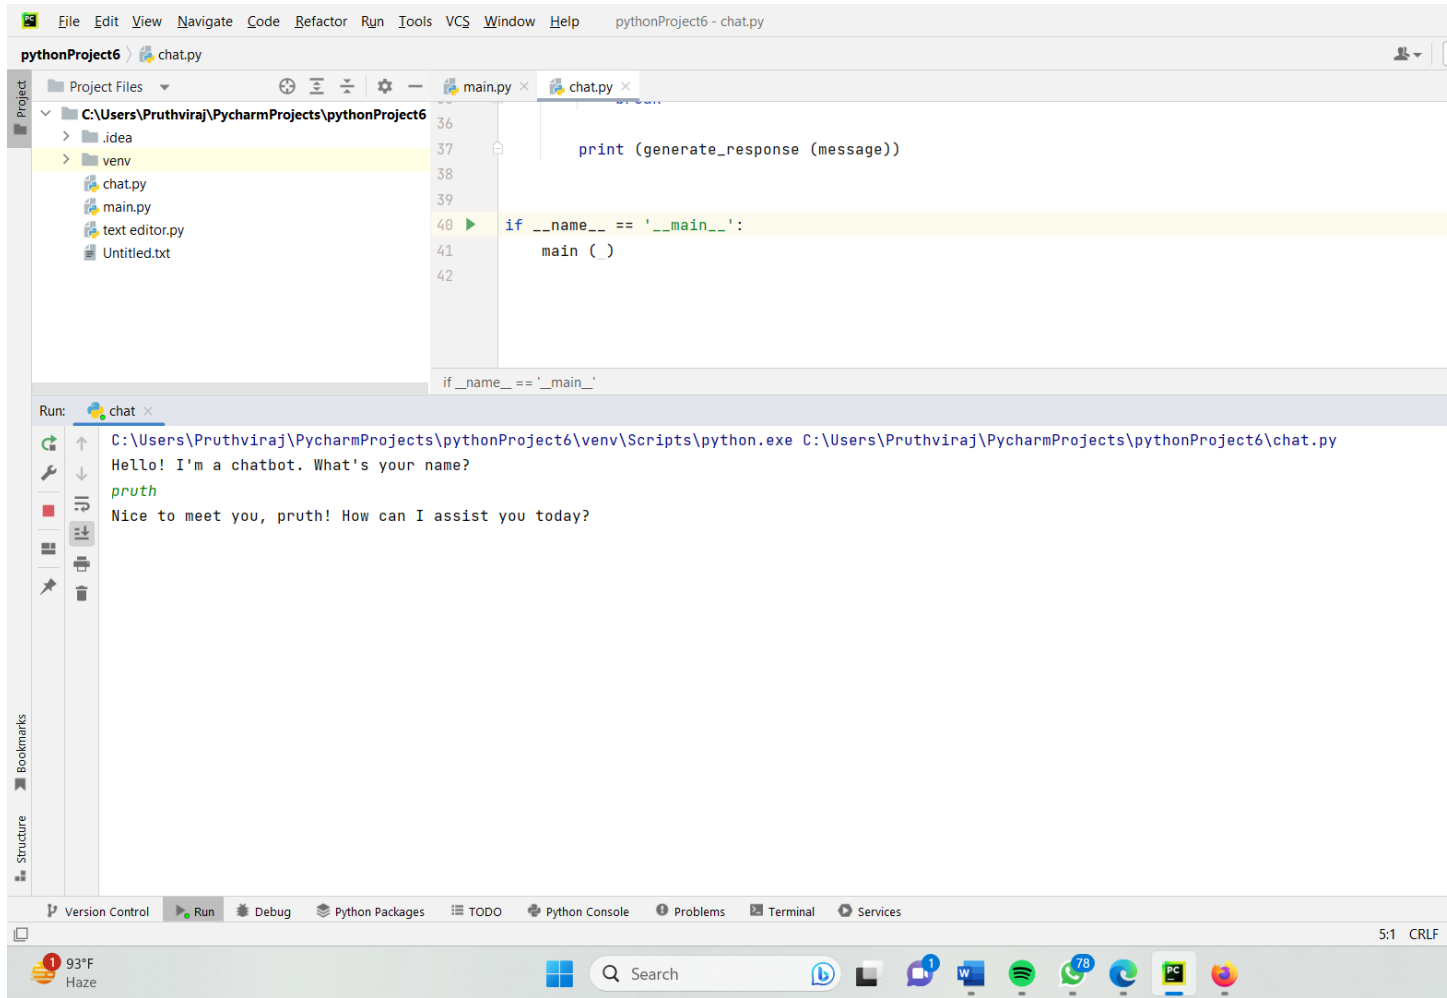 PC File Edit View Navigate Code Refactor Run Tools VCS Window Help pythonProject6 - chat.py
pythonProject6 chat.py
Project
Project Files
main.py chat.py
C:\Users\Pruthviraj\PycharmProjects\pythonProject6
.idea
venv
chat.py
main.py
text editor.py
Untitled.txt
36
37 print (generate_response (message))
38
39
40 if __name__ == '__main__':
41 main (_)
42
if __name__ == '__main__'
Run: chat
C:\Users\Pruthviraj\PycharmProjects\pythonProject6\venv\Scripts\python.exe C:\Users\Pruthviraj\PycharmProjects\pythonProject6\chat.py
Hello! I'm a chatbot. What's your name?
pruth
Nice to meet you, pruth! How can I assist you today?
Bookmarks
Structure
Version Control Run Debug Python Packages TODO Python Console Problems Terminal Services
5:1 CRLF
1 93°F
Haze
Search
1
W
78
PC